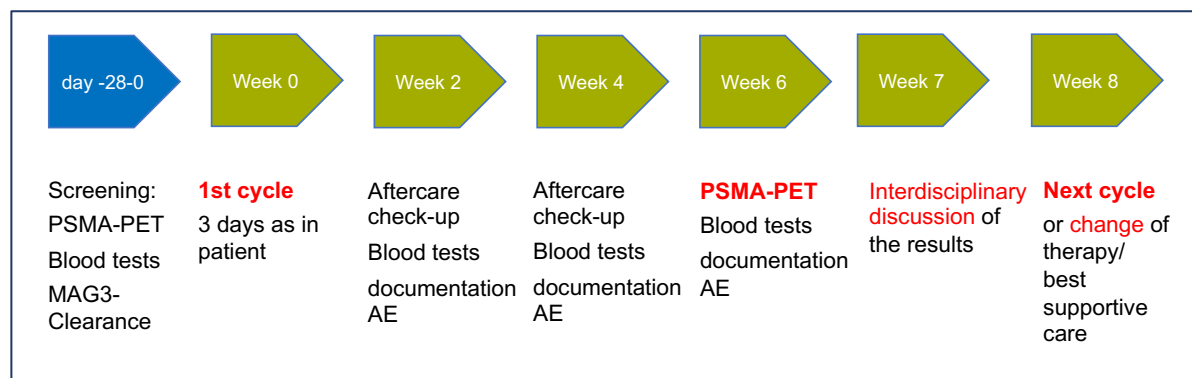 day -28-0
Week 0
Week 2
Week 4
Week 6
Week 7
Week 8
Screening:
PSMA-PET
Blood tests
MAG3-
Clearance
1st cycle
3 days as in
patient
Aftercare
check-up
Blood tests
documentation
AE
Aftercare
check-up
Blood tests
documentation
AE
PSMA-PET
Blood tests
documentation
AE
Interdisciplinary
discussion of
the results
Next cycle
or change of
therapy/
best
supportive
care